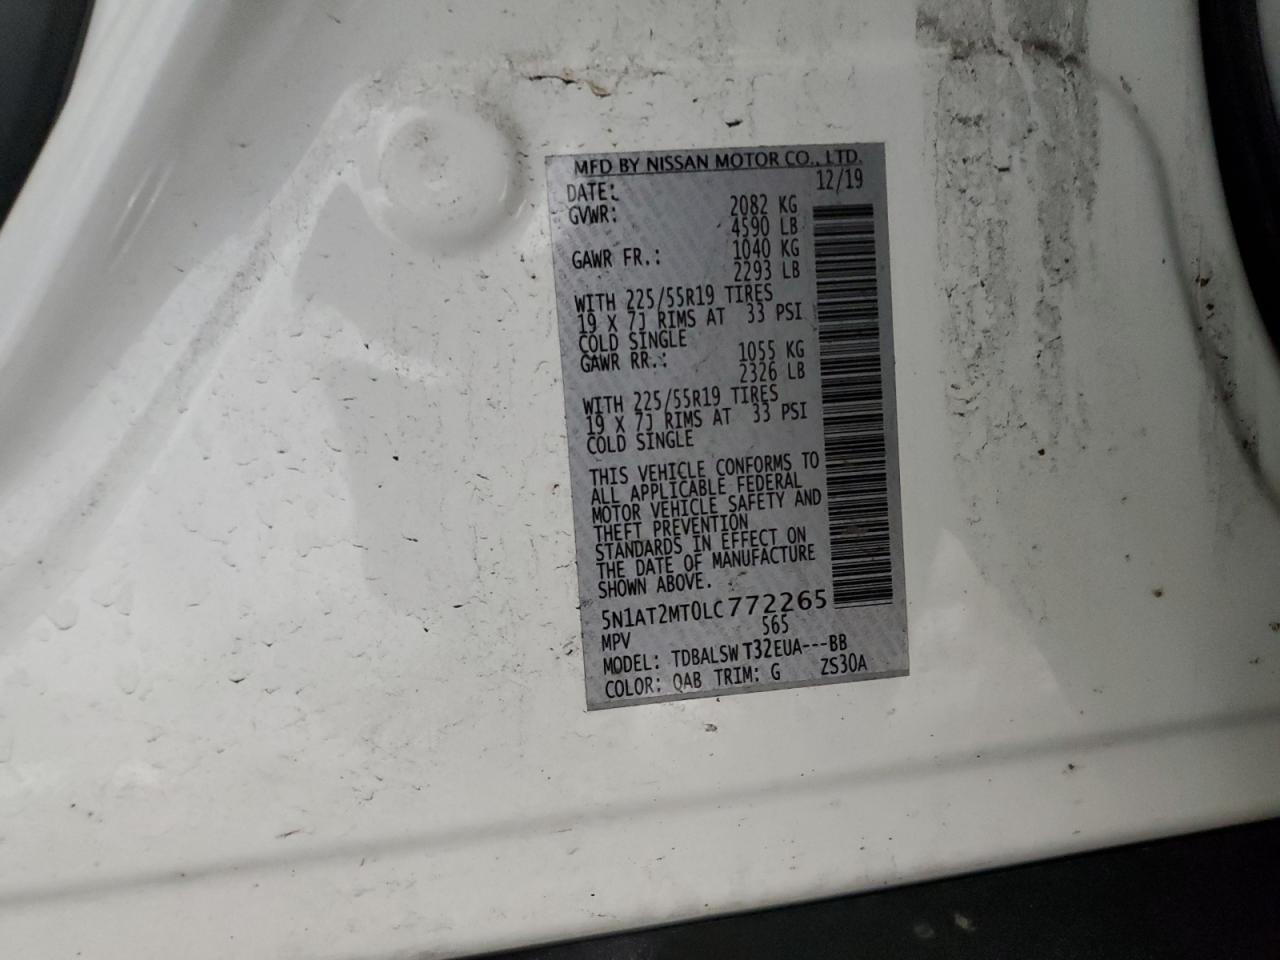 MFD BY NISSAN MOTOR CO., LTD.
DATE: 12/19
GVWR: 2082 KG
4590 LB
GAWR FR.: 1040 KG
2293 LB
WITH 225/55R19 TIRES
19 X 7J RIMS AT 33 PSI
COLD SINGLE
GAWR RR.: 1055 KG
2326 LB
WITH 225/55R19 TIRES
19 X 7J RIMS AT 33 PSI
COLD SINGLE
THIS VEHICLE CONFORMS TO
ALL APPLICABLE FEDERAL
MOTOR VEHICLE SAFETY AND
THEFT PREVENTION
STANDARDS IN EFFECT ON
THE DATE OF MANUFACTURE
SHOWN ABOVE.
5N1AT2MT0LC772265
MPV 565
MODEL: TDBALSWT32EUA---BB
COLOR: QAB TRIM: G ZS30A